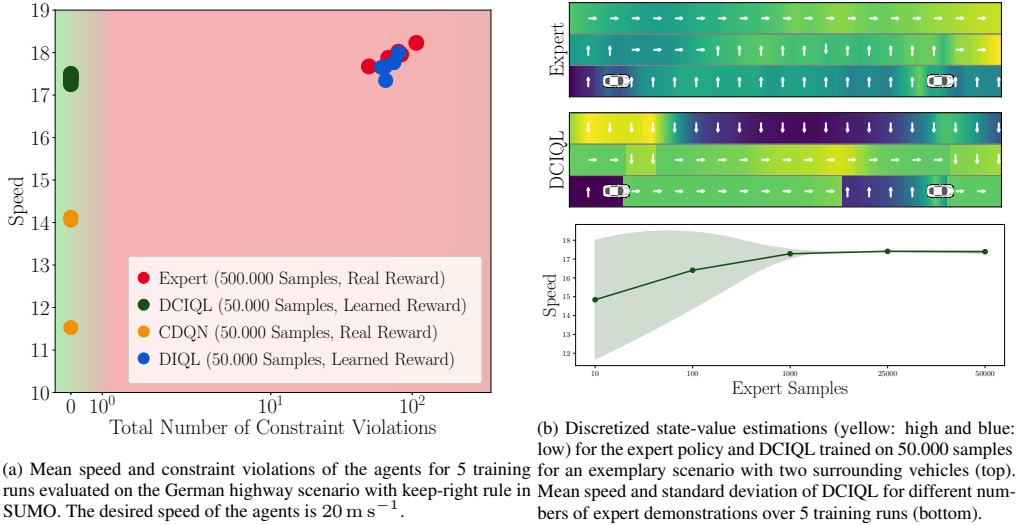 19
18
17
16
15
14
13
12
11
10
Speed
Expert (500.000 Samples, Real Reward)
DCIQL (50.000 Samples, Learned Reward)
CDQN (50.000 Samples, Real Reward)
DIQL (50.000 Samples, Learned Reward)
0 10⁰ 10¹ 10²
Total Number of Constraint Violations
(a) Mean speed and constraint violations of the agents for 5 training
runs evaluated on the German highway scenario with keep-right rule in
SUMO. The desired speed of the agents is 20 m s⁻¹.
Expert
DCIQL
18
17
16
15
14
13
12
Speed
10 100 1000 25000 50000
Expert Samples
(b) Discretized state-value estimations (yellow: high and blue:
low) for the expert policy and DCIQL trained on 50.000 samples
for an exemplary scenario with two surrounding vehicles (top).
Mean speed and standard deviation of DCIQL for different num-
bers of expert demonstrations over 5 training runs (bottom).